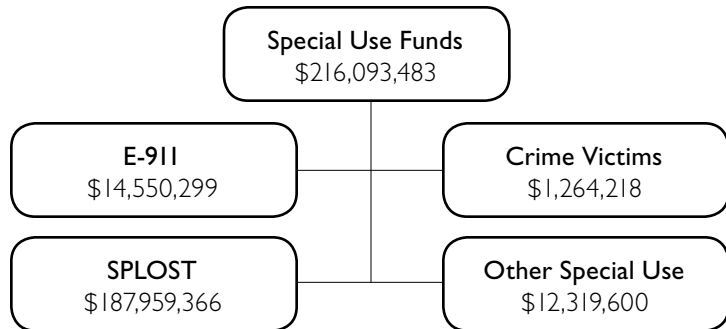 Special Use Funds
$216,093,483
E-911
$14,550,299
Crime Victims
$1,264,218
SPLOST
$187,959,366
Other Special Use
$12,319,600